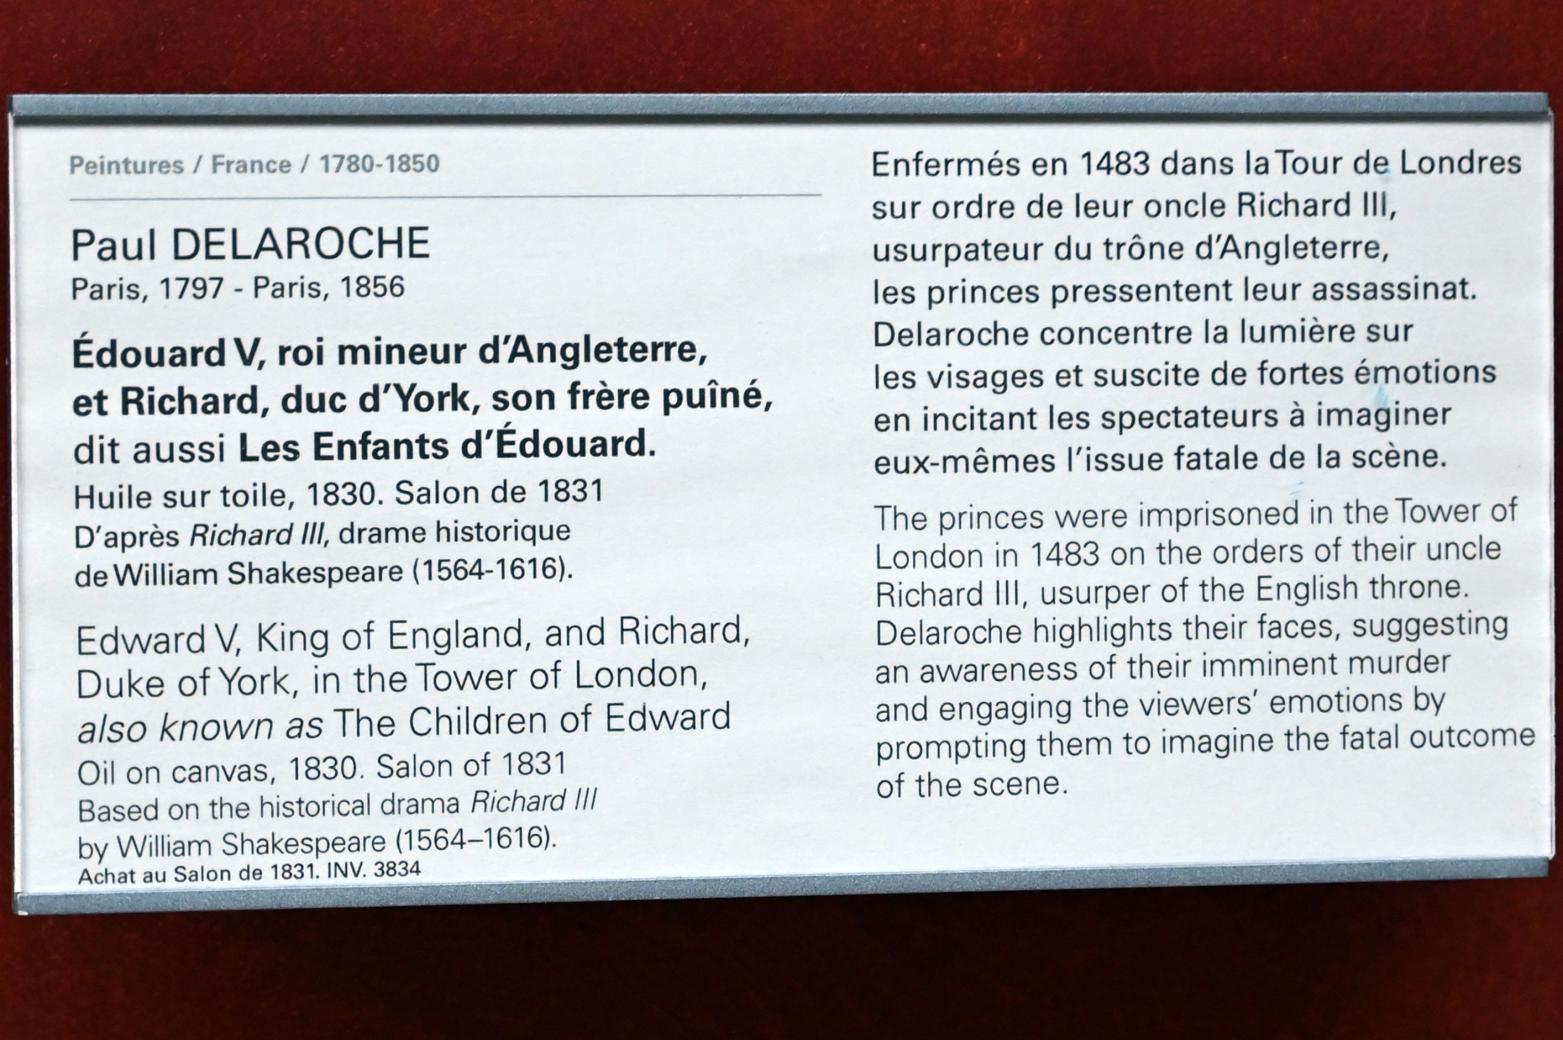 Peintures / France / 1780-1850
Paul DELAROCHE
Paris, 1797 - Paris, 1856
Édouard V, roi mineur d'Angleterre,
et Richard, duc d'York, son frère puîné,
dit aussi Les Enfants d'Édouard.
Huile sur toile, 1830. Salon de 1831
D'après Richard III, drame historique
de William Shakespeare (1564-1616).
Edward V, King of England, and Richard,
Duke of York, in the Tower of London,
also known as The Children of Edward
Oil on canvas, 1830. Salon of 1831
Based on the historical drama Richard III
by William Shakespeare (1564–1616).
Achat au Salon de 1831. INV. 3834
Enfermés en 1483 dans la Tour de Londres
sur ordre de leur oncle Richard III,
usurpateur du trône d'Angleterre,
les princes pressentent leur assassinat.
Delaroche concentre la lumière sur
les visages et suscite de fortes émotions
en incitant les spectateurs à imaginer
eux-mêmes l'issue fatale de la scène.
The princes were imprisoned in the Tower of
London in 1483 on the orders of their uncle
Richard III, usurper of the English throne.
Delaroche highlights their faces, suggesting
an awareness of their imminent murder
and engaging the viewers' emotions by
prompting them to imagine the fatal outcome
of the scene.